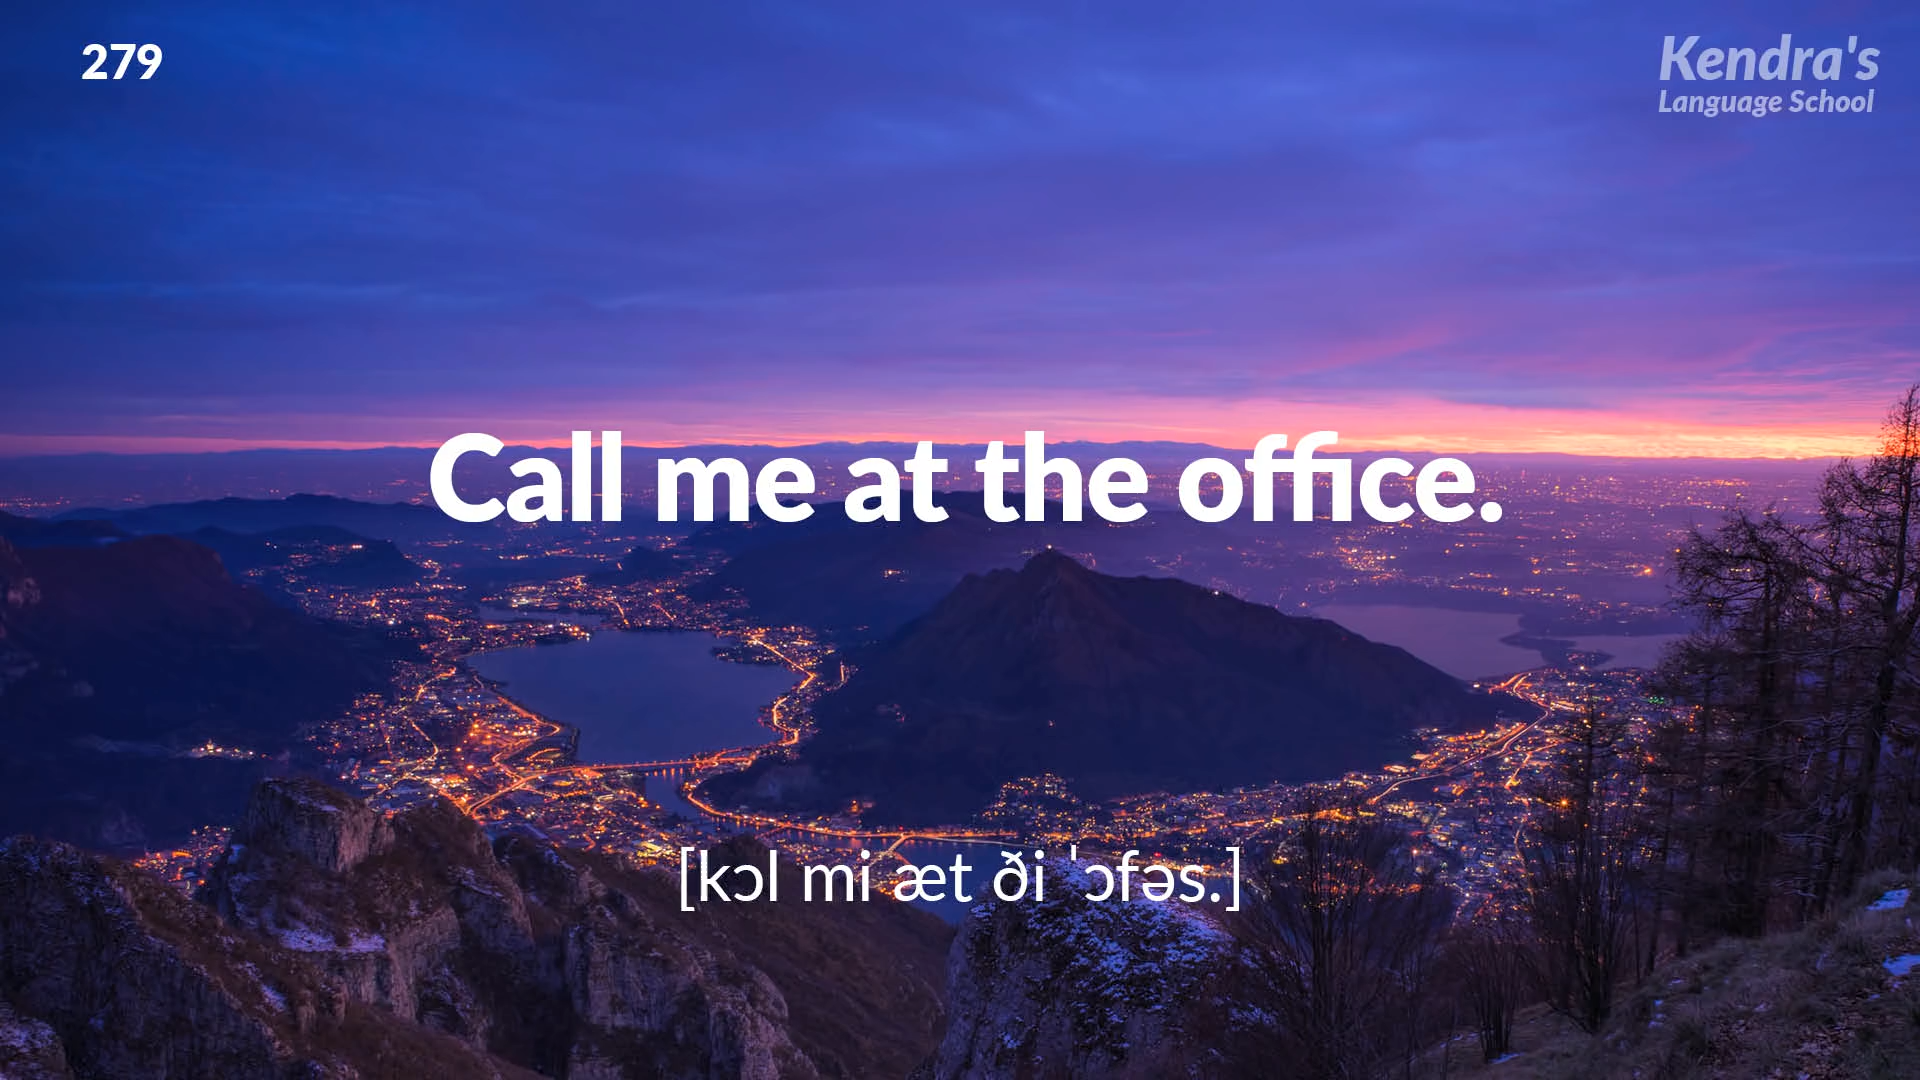 279
Kendra's
Language School
Call me at the office.
[kɔl mi æt ði ˈɔfəs.]